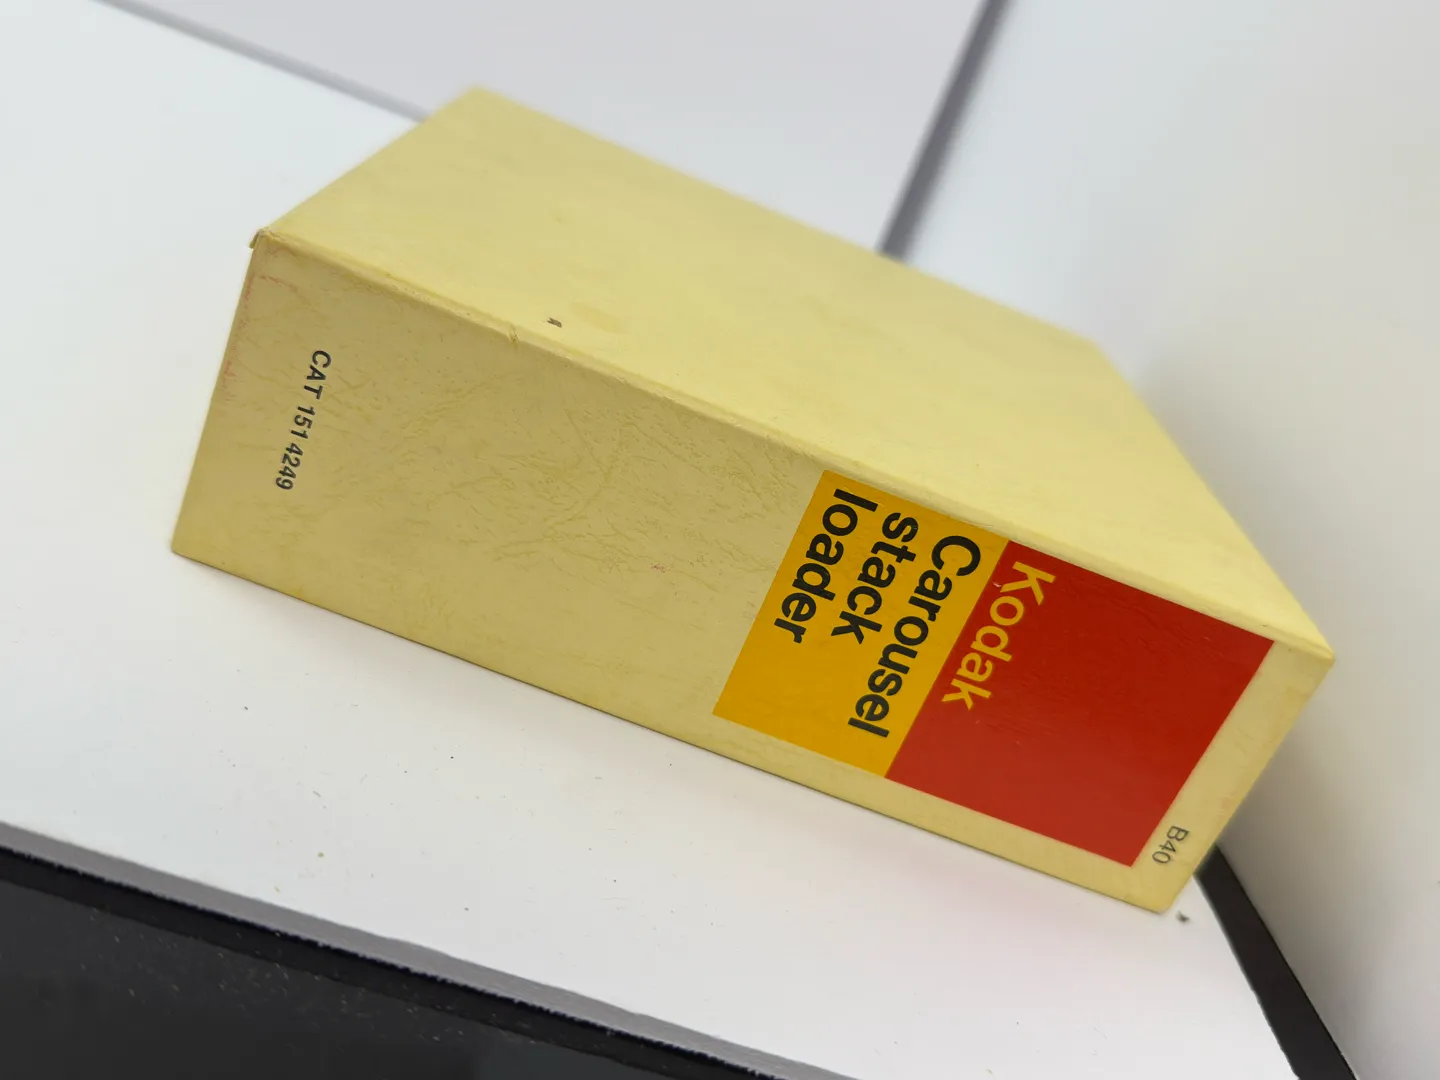 B40
Kodak
Carousel
stack
loader
CAT 151 4249